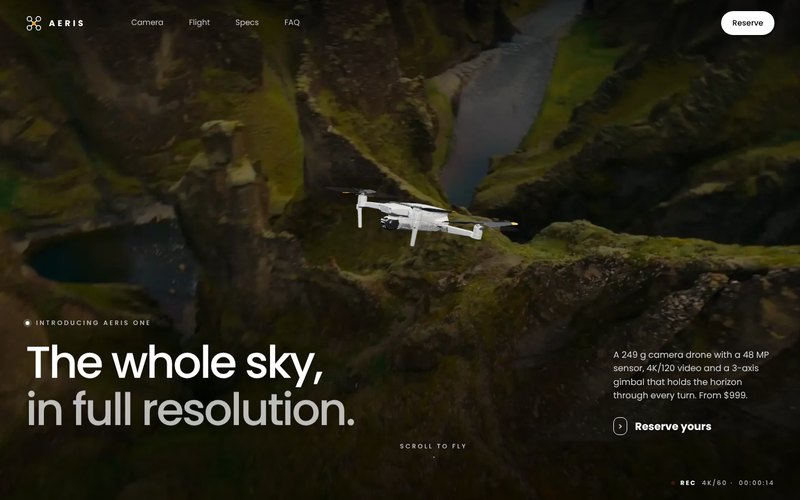 AERIS
Camera
Flight
Specs
FAQ
Reserve
INTRODUCING AERIS ONE
The whole sky,
in full resolution.
A 249 g camera drone with a 48 MP
sensor, 4K/120 video and a 3-axis
gimbal that holds the horizon
through every turn. From $999.
Reserve yours
SCROLL TO FLY
REC 4K/60 · 00:00:14